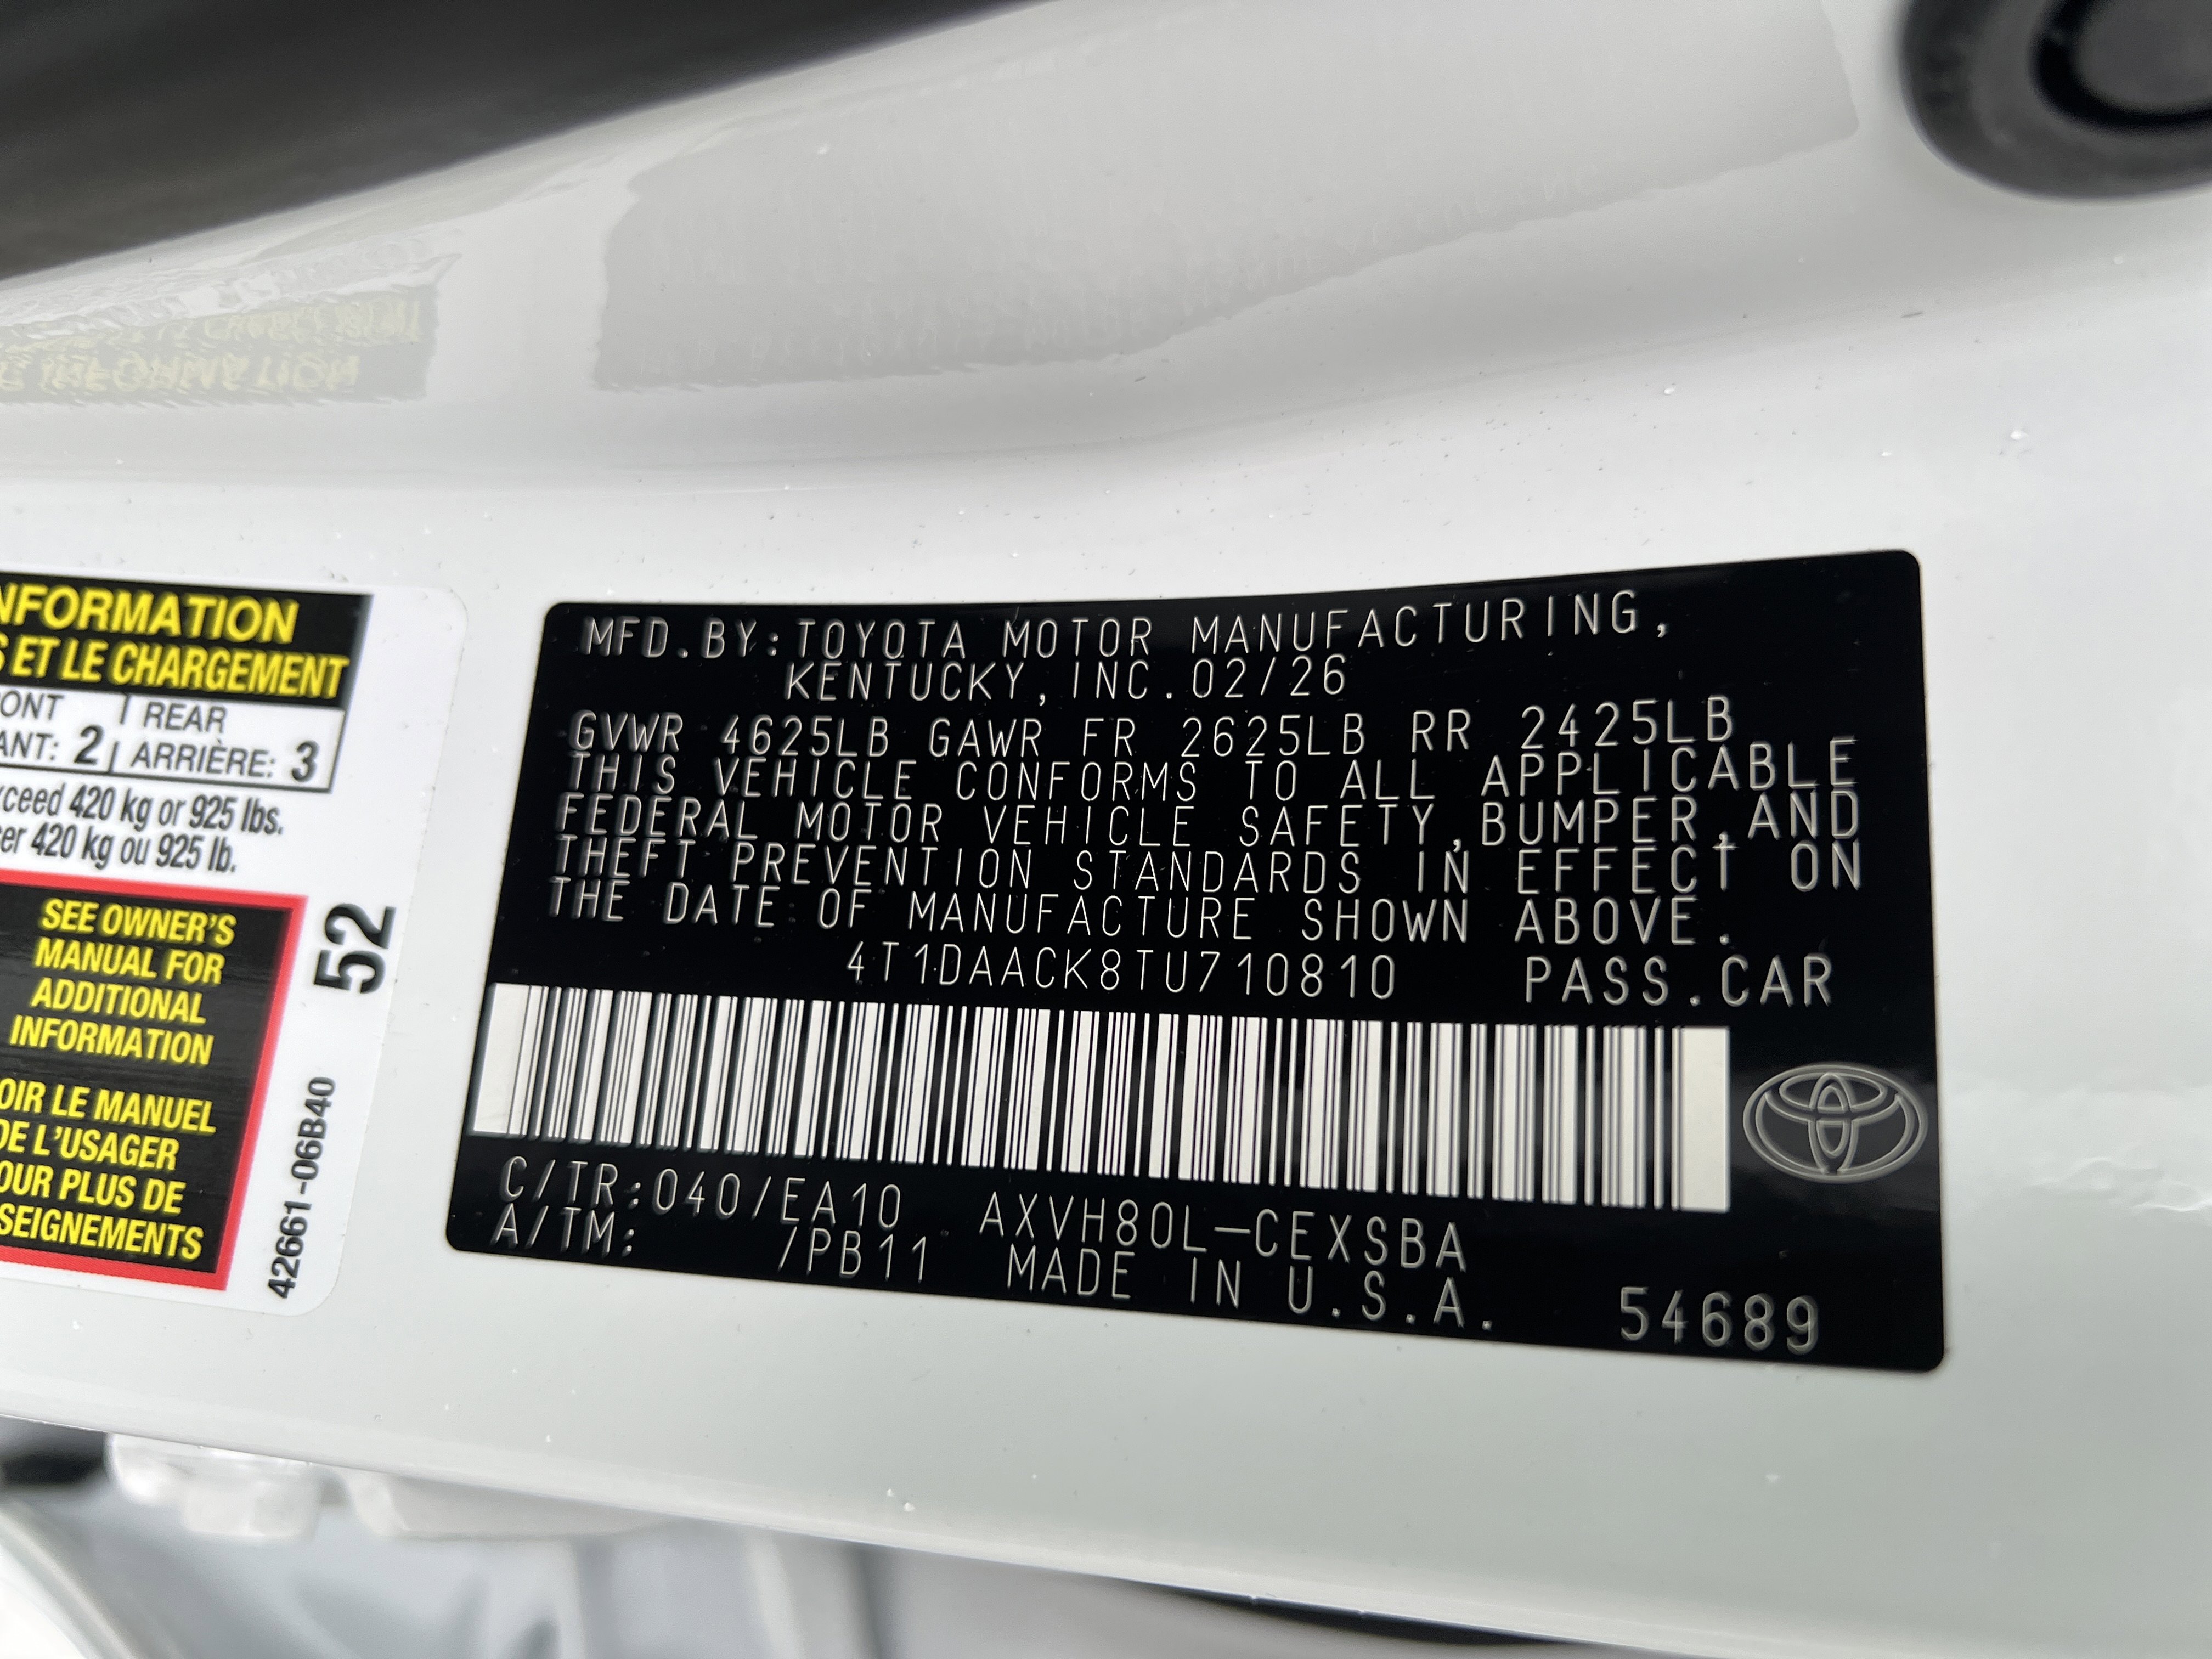 NFORMATION
S ET LE CHARGEMENT
ONT REAR
ANT: 2 ARRIÈRE: 3
xceed 420 kg or 925 lbs.
er 420 kg ou 925 lb.
SEE OWNER'S
MANUAL FOR
ADDITIONAL
INFORMATION
OIR LE MANUEL
DE L'USAGER
OUR PLUS DE
SEIGNEMENTS
52
42661-06B40
MFD.BY:TOYOTA MOTOR MANUFACTURING,
KENTUCKY,INC.02/26
GVWR 4625LB GAWR FR 2625LB RR 2425LB
THIS VEHICLE CONFORMS TO ALL APPLICABLE
FEDERAL MOTOR VEHICLE SAFETY,BUMPER,AND
THEFT PREVENTION STANDARDS IN EFFECT ON
THE DATE OF MANUFACTURE SHOWN ABOVE.
4T1DAACK8TU710810 PASS.CAR
C/TR:040/EA10 AXVH80L-CEXSBA
A/TM: /PB11 MADE IN U.S.A. 54689